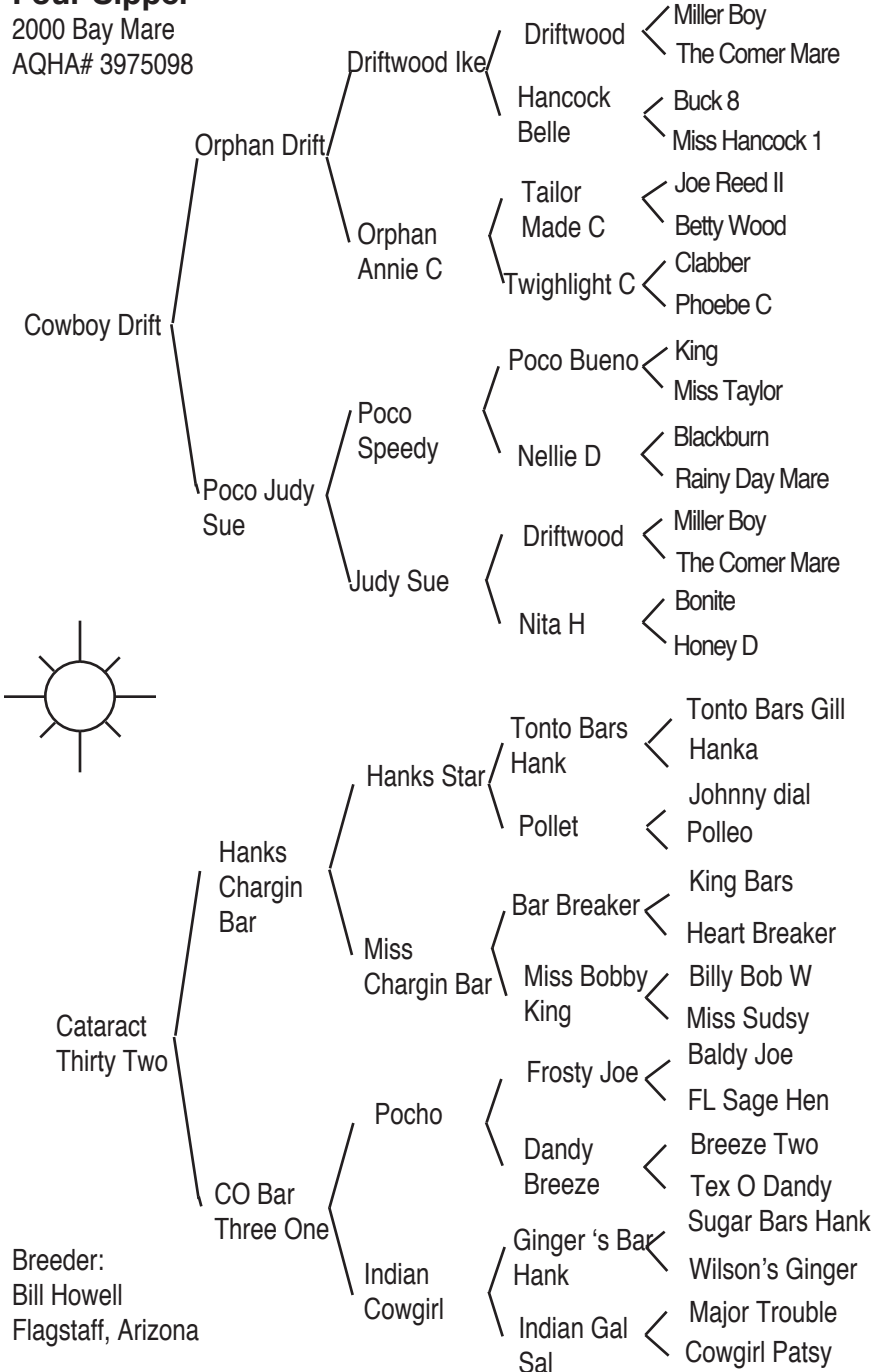 Four Sipper
2000 Bay Mare
AQHA# 3975098
Cowboy Drift
Orphan Drift
Driftwood Ike
Driftwood
Miller Boy
The Comer Mare
Hancock
Belle
Buck 8
Miss Hancock 1
Orphan
Annie C
Tailor
Made C
Joe Reed II
Betty Wood
Twighlight C
Clabber
Phoebe C
Poco Judy
Sue
Poco
Speedy
Poco Bueno
King
Miss Taylor
Nellie D
Blackburn
Rainy Day Mare
Judy Sue
Driftwood
Miller Boy
The Comer Mare
Nita H
Bonite
Honey D
Cataract
Thirty Two
Hanks
Chargin
Bar
Hanks Star
Tonto Bars
Hank
Tonto Bars Gill
Hanka
Pollet
Johnny dial
Polleo
Miss
Chargin Bar
Bar Breaker
King Bars
Heart Breaker
Miss Bobby
King
Billy Bob W
Miss Sudsy
CO Bar
Three One
Pocho
Frosty Joe
Baldy Joe
FL Sage Hen
Dandy
Breeze
Breeze Two
Tex O Dandy
Indian
Cowgirl
Ginger ‘s Bar
Hank
Sugar Bars Hank
Wilson’s Ginger
Indian Gal
Sal
Major Trouble
Cowgirl Patsy
Breeder:
Bill Howell
Flagstaff, Arizona